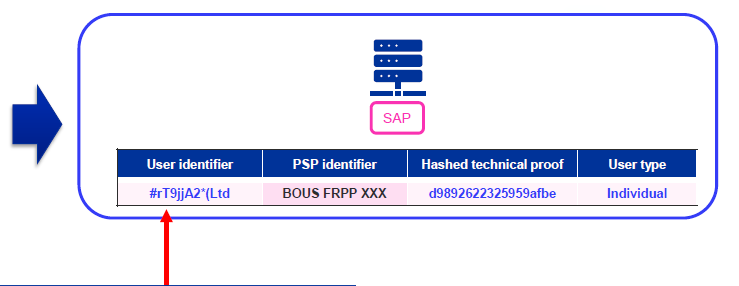 SAP
User identifier PSP identifier Hashed technical proof User type
#rT9jjA2*(Ltd BOUS FRPP XXX d9892622325959afbe Individual